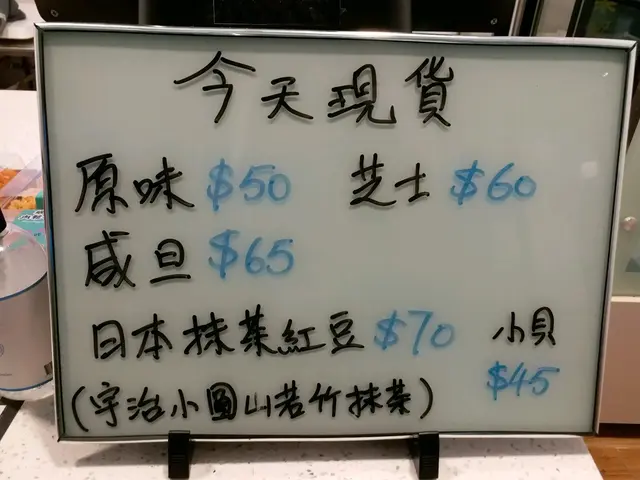 今天現貨
原味 $50 芝士 $60
咸旦 $65
日本抹茶紅豆 $70 小貝 $45
(宇治小圓山若竹抹茶)